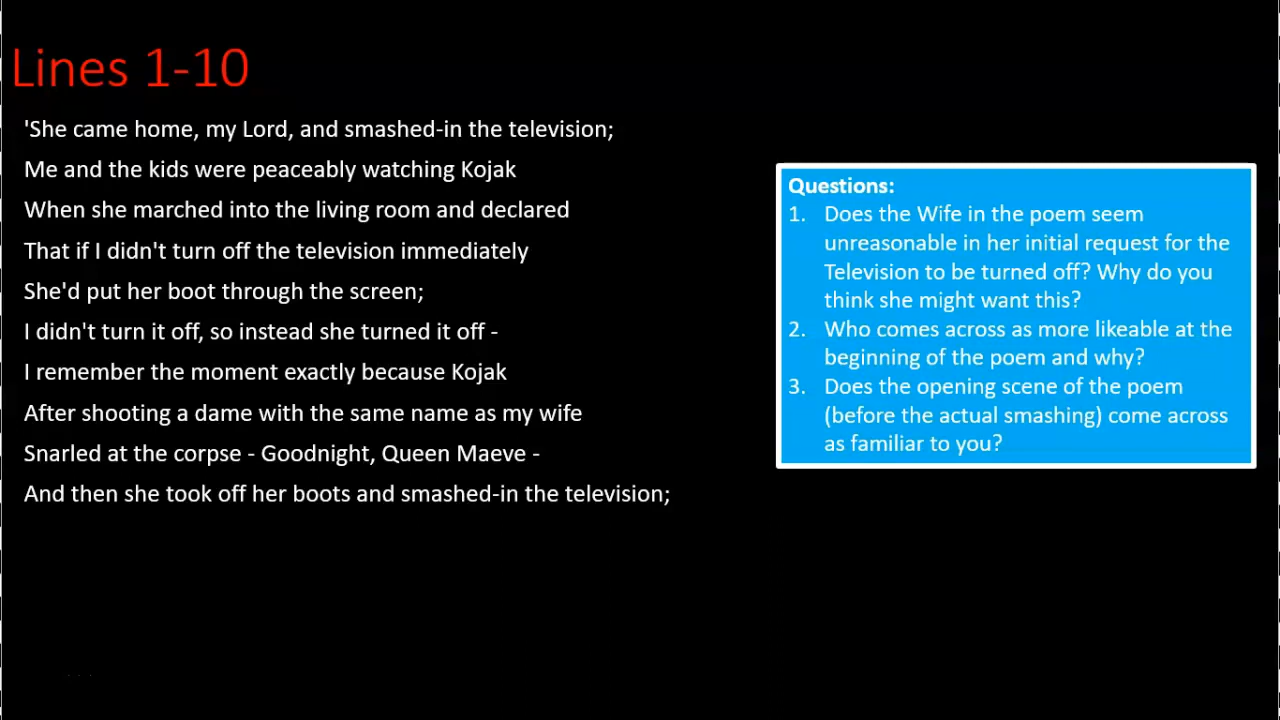 Lines 1-10
'She came home, my Lord, and smashed-in the television;
Me and the kids were peaceably watching Kojak
When she marched into the living room and declared
That if I didn't turn off the television immediately
She'd put her boot through the screen;
I didn't turn it off, so instead she turned it off -
I remember the moment exactly because Kojak
After shooting a dame with the same name as my wife
Snarled at the corpse - Goodnight, Queen Maeve -
And then she took off her boots and smashed-in the television;
Questions:
1. Does the Wife in the poem seem
unreasonable in her initial request for the
Television to be turned off? Why do you
think she might want this?
2. Who comes across as more likeable at the
beginning of the poem and why?
3. Does the opening scene of the poem
(before the actual smashing) come across
as familiar to you?